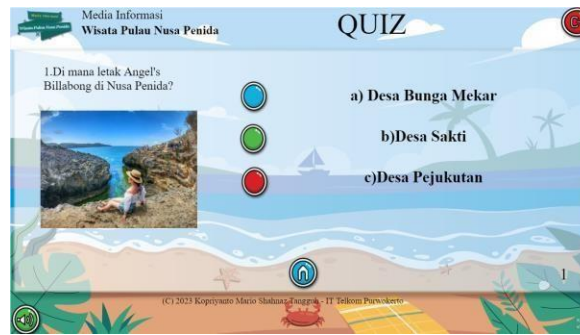 Media Informasi
Wisata Pulau Nusa Penida
QUIZ
1.Di mana letak Angel's
Billabong di Nusa Penida?
a) Desa Bunga Mekar
b)Desa Sakti
c)Desa Pejukutan
1
(C) 2023 Kopriyanto Mario Shahnaz Tanggoh - IT Telkom Purwokerto